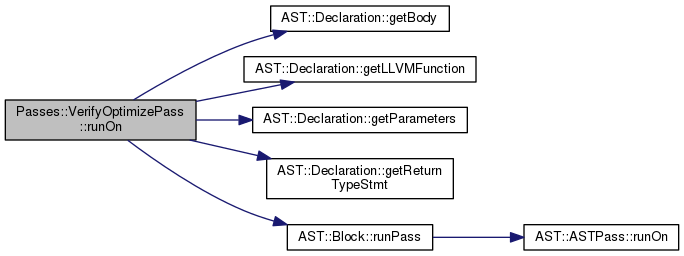 AST::Declaration::getBody
AST::Declaration::getLLVMFunction
Passes::VerifyOptimizePass
::runOn
AST::Declaration::getParameters
AST::Declaration::getReturn
TypeStmt
AST::Block::runPass
AST::ASTPass::runOn